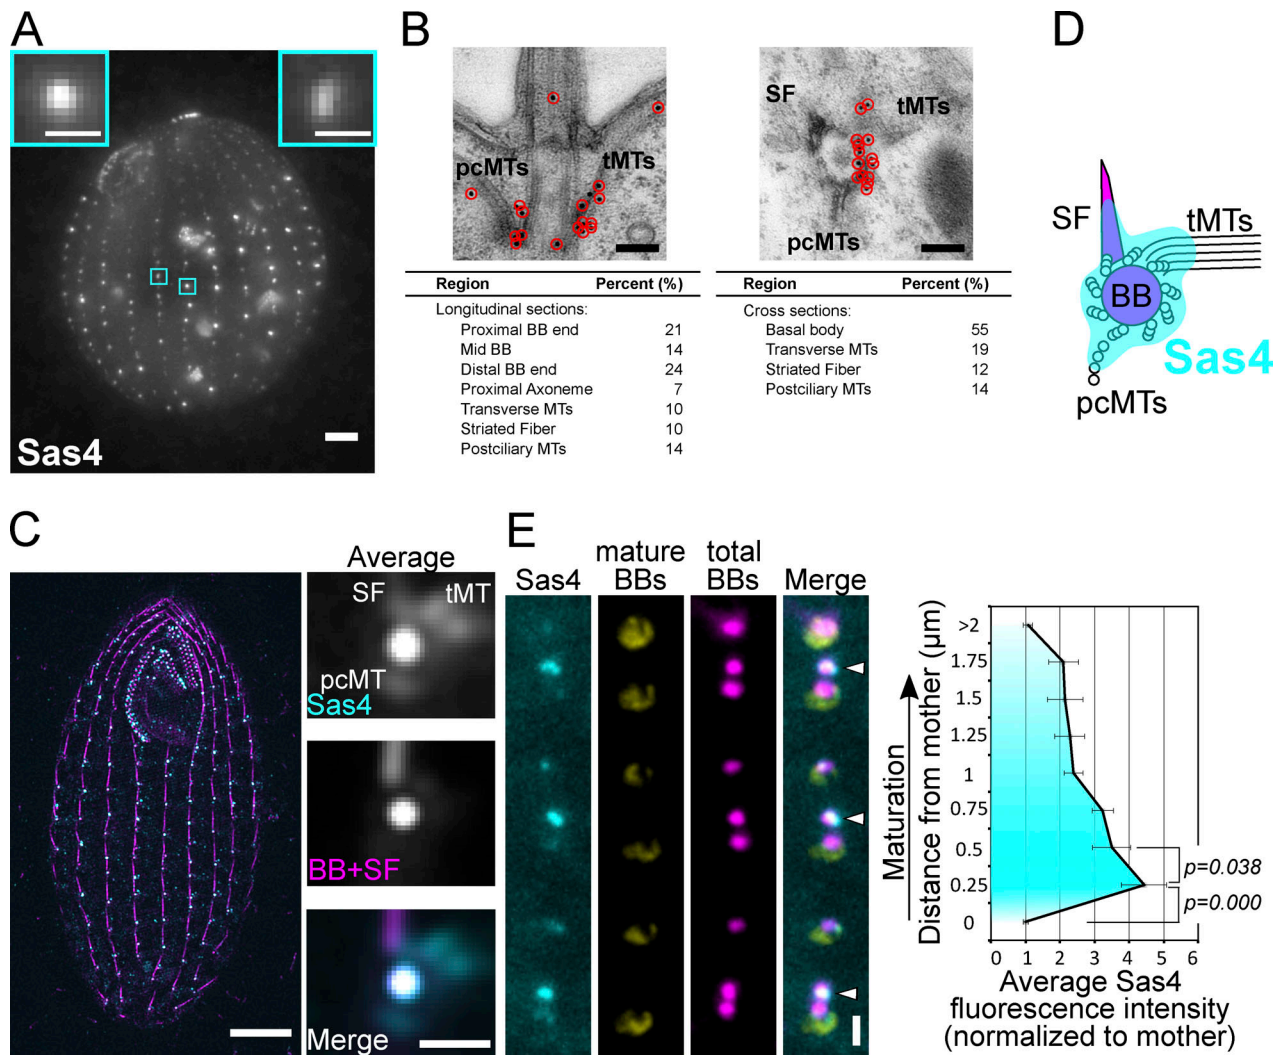 A
Sas4
B
pcMTs
tMTs
SF
tMTs
pcMTs
Region Percent (%)
Longitudinal sections:
Proximal BB end 21
Mid BB 14
Distal BB end 24
Proximal Axoneme 7
Transverse MTs 10
Striated Fiber 10
Postciliary MTs 14
Region Percent (%)
Cross sections:
Basal body 55
Transverse MTs 19
Striated Fiber 12
Postciliary MTs 14
D
SF
tMTs
BB
Sas4
pcMTs
C
Average
SF tMT
pcMT
Sas4
BB+SF
Merge
E
Sas4
mature
BBs
total
BBs
Merge
Maturation
Distance from mother (µm)
>2
1.75
1.5
1.25
1
0.75
0.5
0.25
0
p=0.038
p=0.000
0 1 2 3 4 5 6
Average Sas4
fluorescence intensity
(normalized to mother)